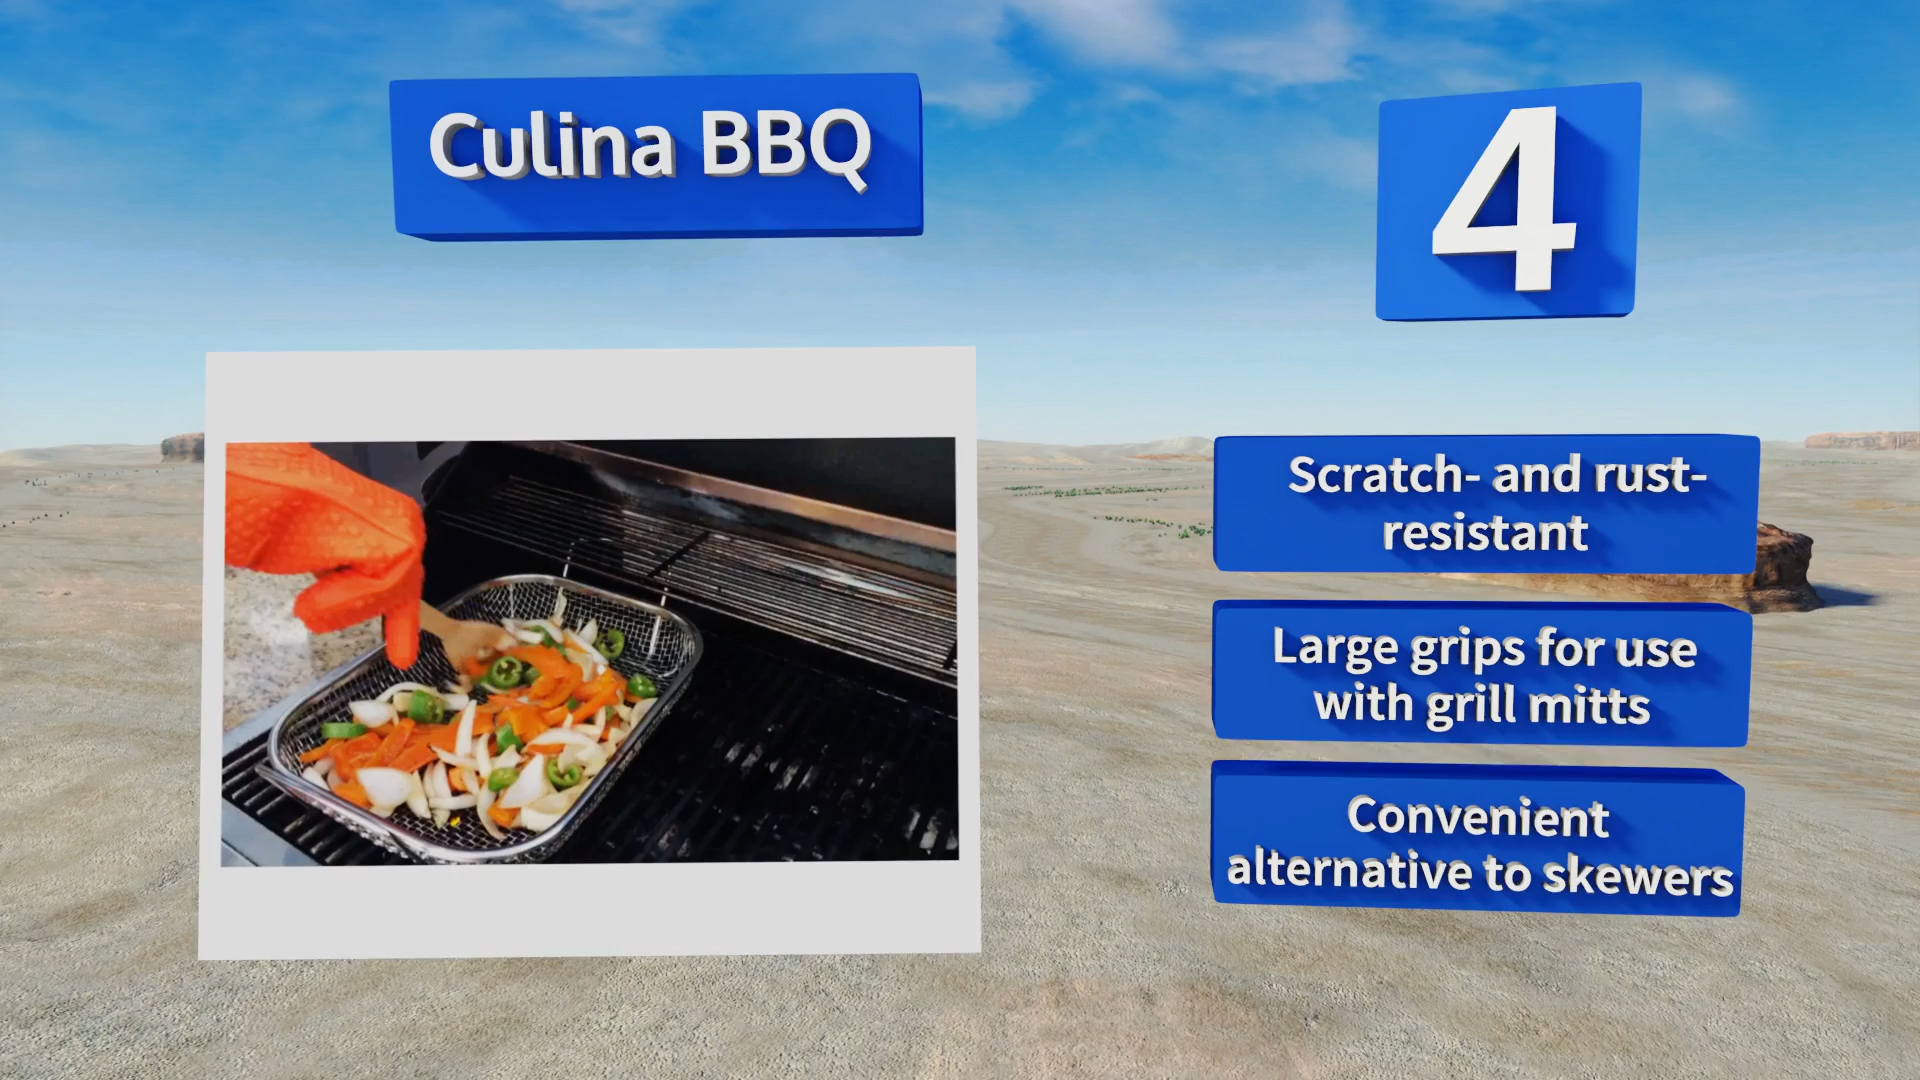 Culina BBQ
4
Scratch- and rust-
resistant
Large grips for use
with grill mitts
Convenient
alternative to skewers